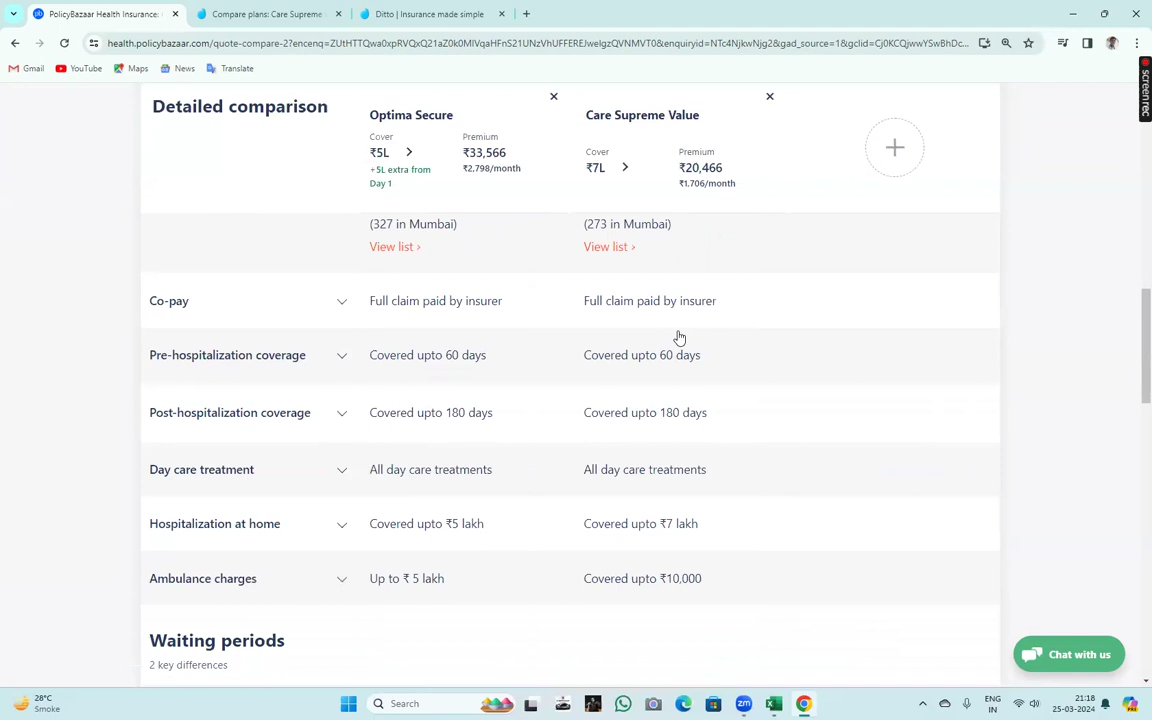 PolicyBazaar Health Insurance:
Compare plans: Care Supreme
Ditto | Insurance made simple
health.policybazaar.com/quote-compare-2?encenq=ZUtHTTQwa0xpRVQxQ21aZ0k0MlVqaHFnS21UNzVhUFFEREJwelgzQVNMVT0&enquiryid=NTc4NjkwNjg2&gad_source=1&gclid=Cj0KCQjwwYSwBhDc...
Gmail
YouTube
Maps
News
Translate
screenrec
Detailed comparison
Optima Secure
Care Supreme Value
Cover
Premium
₹5L
₹33,566
+5L extra from
Day 1
₹2,798/month
Cover
Premium
₹7L
₹20,466
₹1,706/month
(327 in Mumbai)
(273 in Mumbai)
View list ›
View list ›
Co-pay
Full claim paid by insurer
Full claim paid by insurer
Pre-hospitalization coverage
Covered upto 60 days
Covered upto 60 days
Post-hospitalization coverage
Covered upto 180 days
Covered upto 180 days
Day care treatment
All day care treatments
All day care treatments
Hospitalization at home
Covered upto ₹5 lakh
Covered upto ₹7 lakh
Ambulance charges
Up to ₹ 5 lakh
Covered upto ₹10,000
Waiting periods
2 key differences
Chat with us
28°C
Smoke
Search
zm
ENG
IN
21:18
25-03-2024